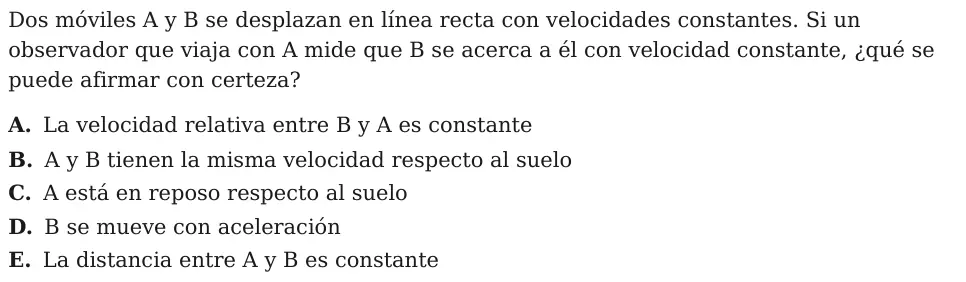 Dos móviles A y B se desplazan en línea recta con velocidades constantes. Si un
observador que viaja con A mide que B se acerca a él con velocidad constante, ¿qué se
puede afirmar con certeza?
A. La velocidad relativa entre B y A es constante
B. A y B tienen la misma velocidad respecto al suelo
C. A está en reposo respecto al suelo
D. B se mueve con aceleración
E. La distancia entre A y B es constante